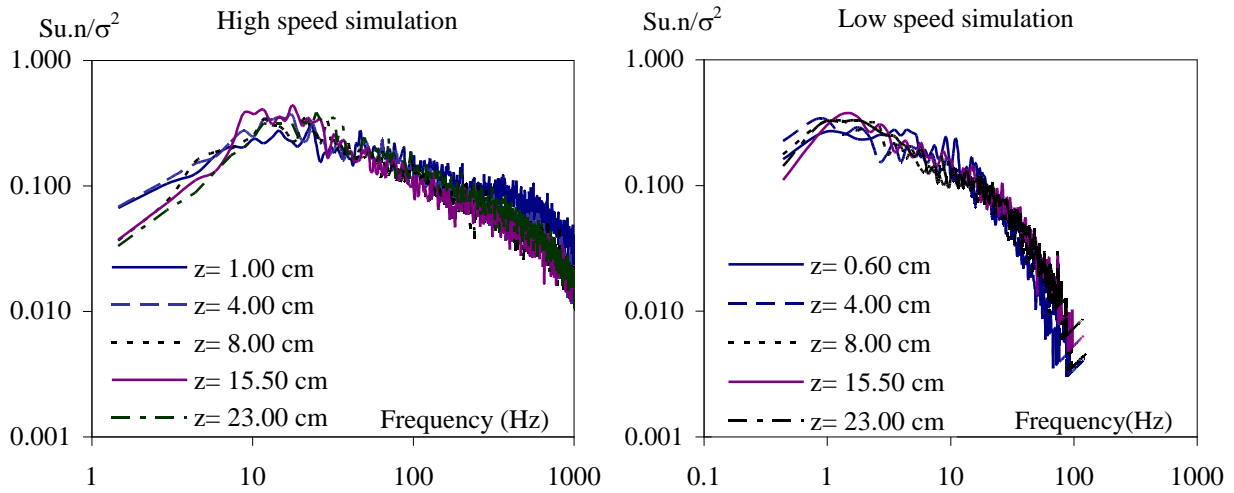 Su.n/σ²
High speed simulation
1.000
0.100
0.010
0.001
z= 1.00 cm
z= 4.00 cm
z= 8.00 cm
z= 15.50 cm
z= 23.00 cm
Frequency (Hz)
1 10 100 1000
Su.n/σ²
Low speed simulation
1.000
0.100
0.010
0.001
z= 0.60 cm
z= 4.00 cm
z= 8.00 cm
z= 15.50 cm
z= 23.00 cm
Frequency(Hz)
0.1 1 10 100 1000